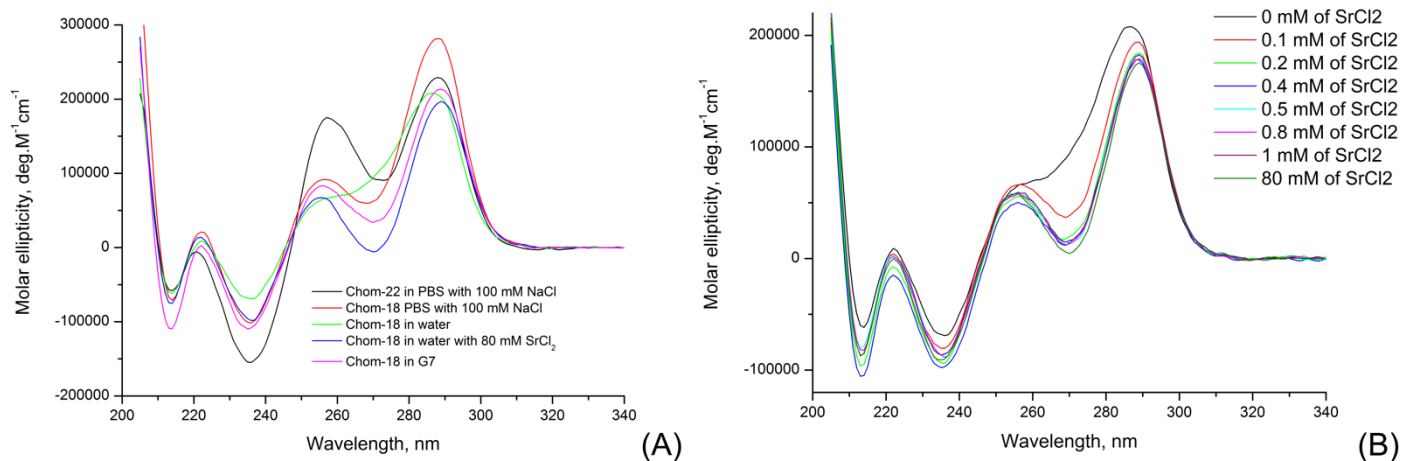 300000
200000
100000
0
-100000
-200000
Molar ellipticity, deg.M⁻¹cm⁻¹
200 220 240 260 280 300 320 340
Wavelength, nm
Chom-22 in PBS with 100 mM NaCl
Chom-18 PBS with 100 mM NaCl
Chom-18 in water
Chom-18 in water with 80 mM SrCl₂
Chom-18 in G7
(A)
200000
100000
0
-100000
Molar ellipticity, deg.M⁻¹cm⁻¹
200 220 240 260 280 300 320 340
Wavelength, nm
0 mM of SrCl2
0.1 mM of SrCl2
0.2 mM of SrCl2
0.4 mM of SrCl2
0.5 mM of SrCl2
0.8 mM of SrCl2
1 mM of SrCl2
80 mM of SrCl2
(B)